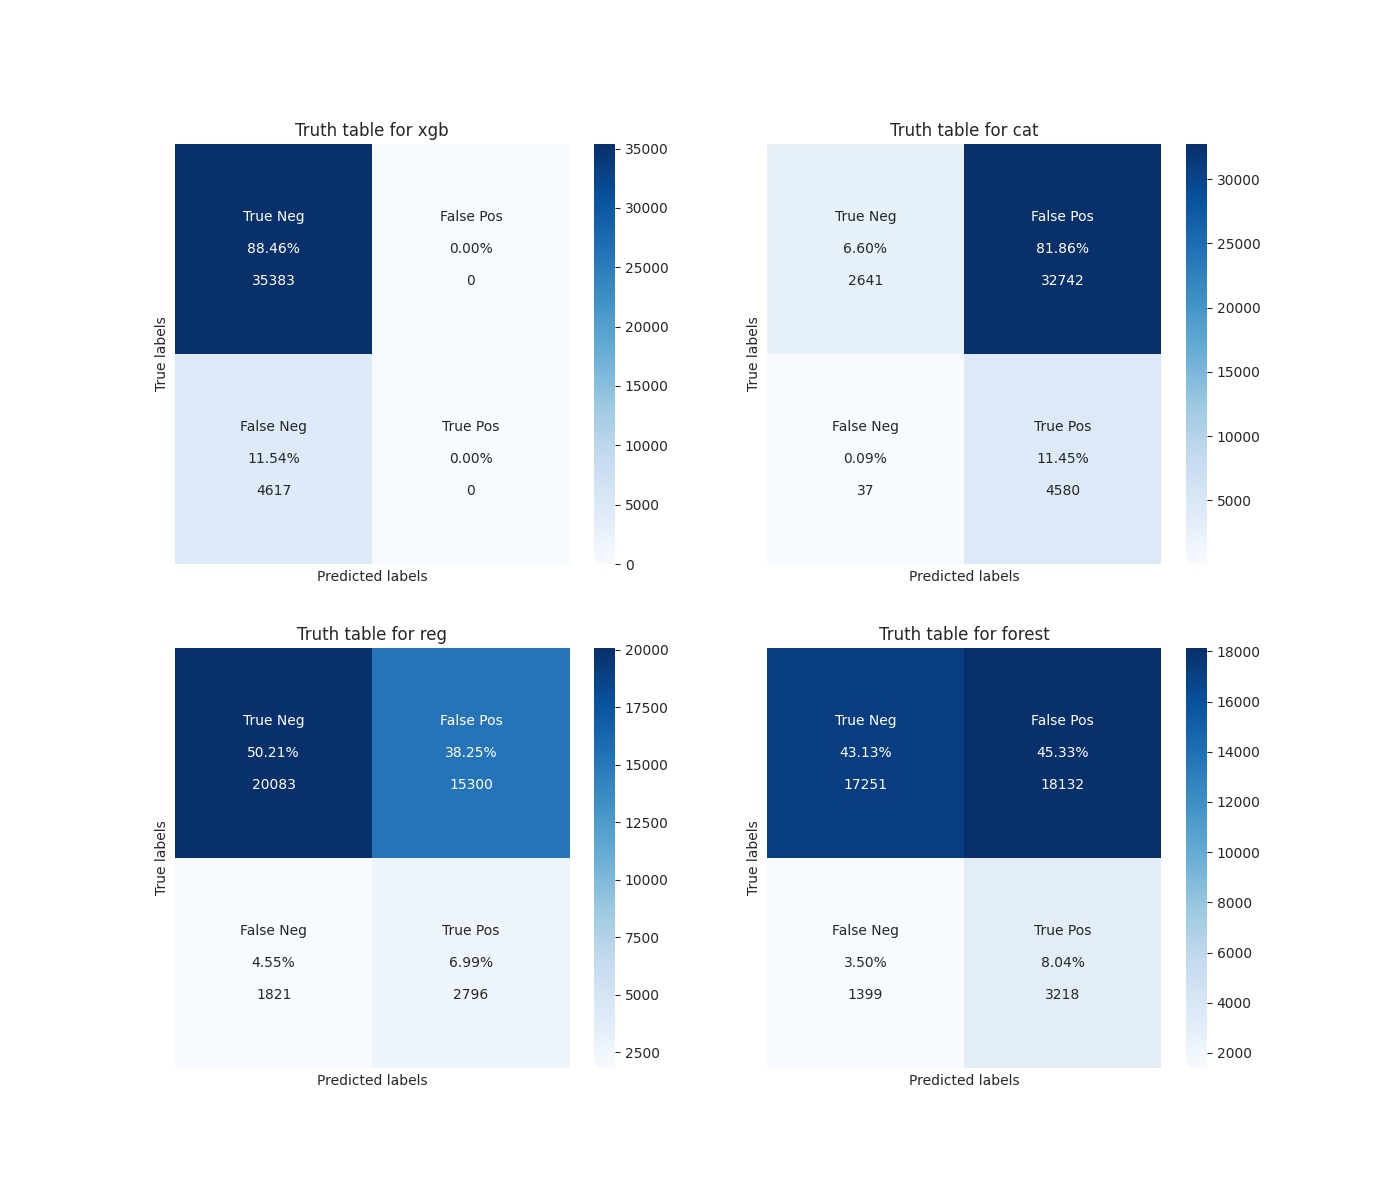 Truth table for xgb
True Neg
88.46%
35383
False Pos
0.00%
0
False Neg
11.54%
4617
True Pos
0.00%
0
True labels
Predicted labels
35000
30000
25000
20000
15000
10000
5000
0
Truth table for cat
True Neg
6.60%
2641
False Pos
81.86%
32742
False Neg
0.09%
37
True Pos
11.45%
4580
True labels
Predicted labels
30000
25000
20000
15000
10000
5000
Truth table for reg
True Neg
50.21%
20083
False Pos
38.25%
15300
False Neg
4.55%
1821
True Pos
6.99%
2796
True labels
Predicted labels
20000
17500
15000
12500
10000
7500
5000
2500
Truth table for forest
True Neg
43.13%
17251
False Pos
45.33%
18132
False Neg
3.50%
1399
True Pos
8.04%
3218
True labels
Predicted labels
18000
16000
14000
12000
10000
8000
6000
4000
2000